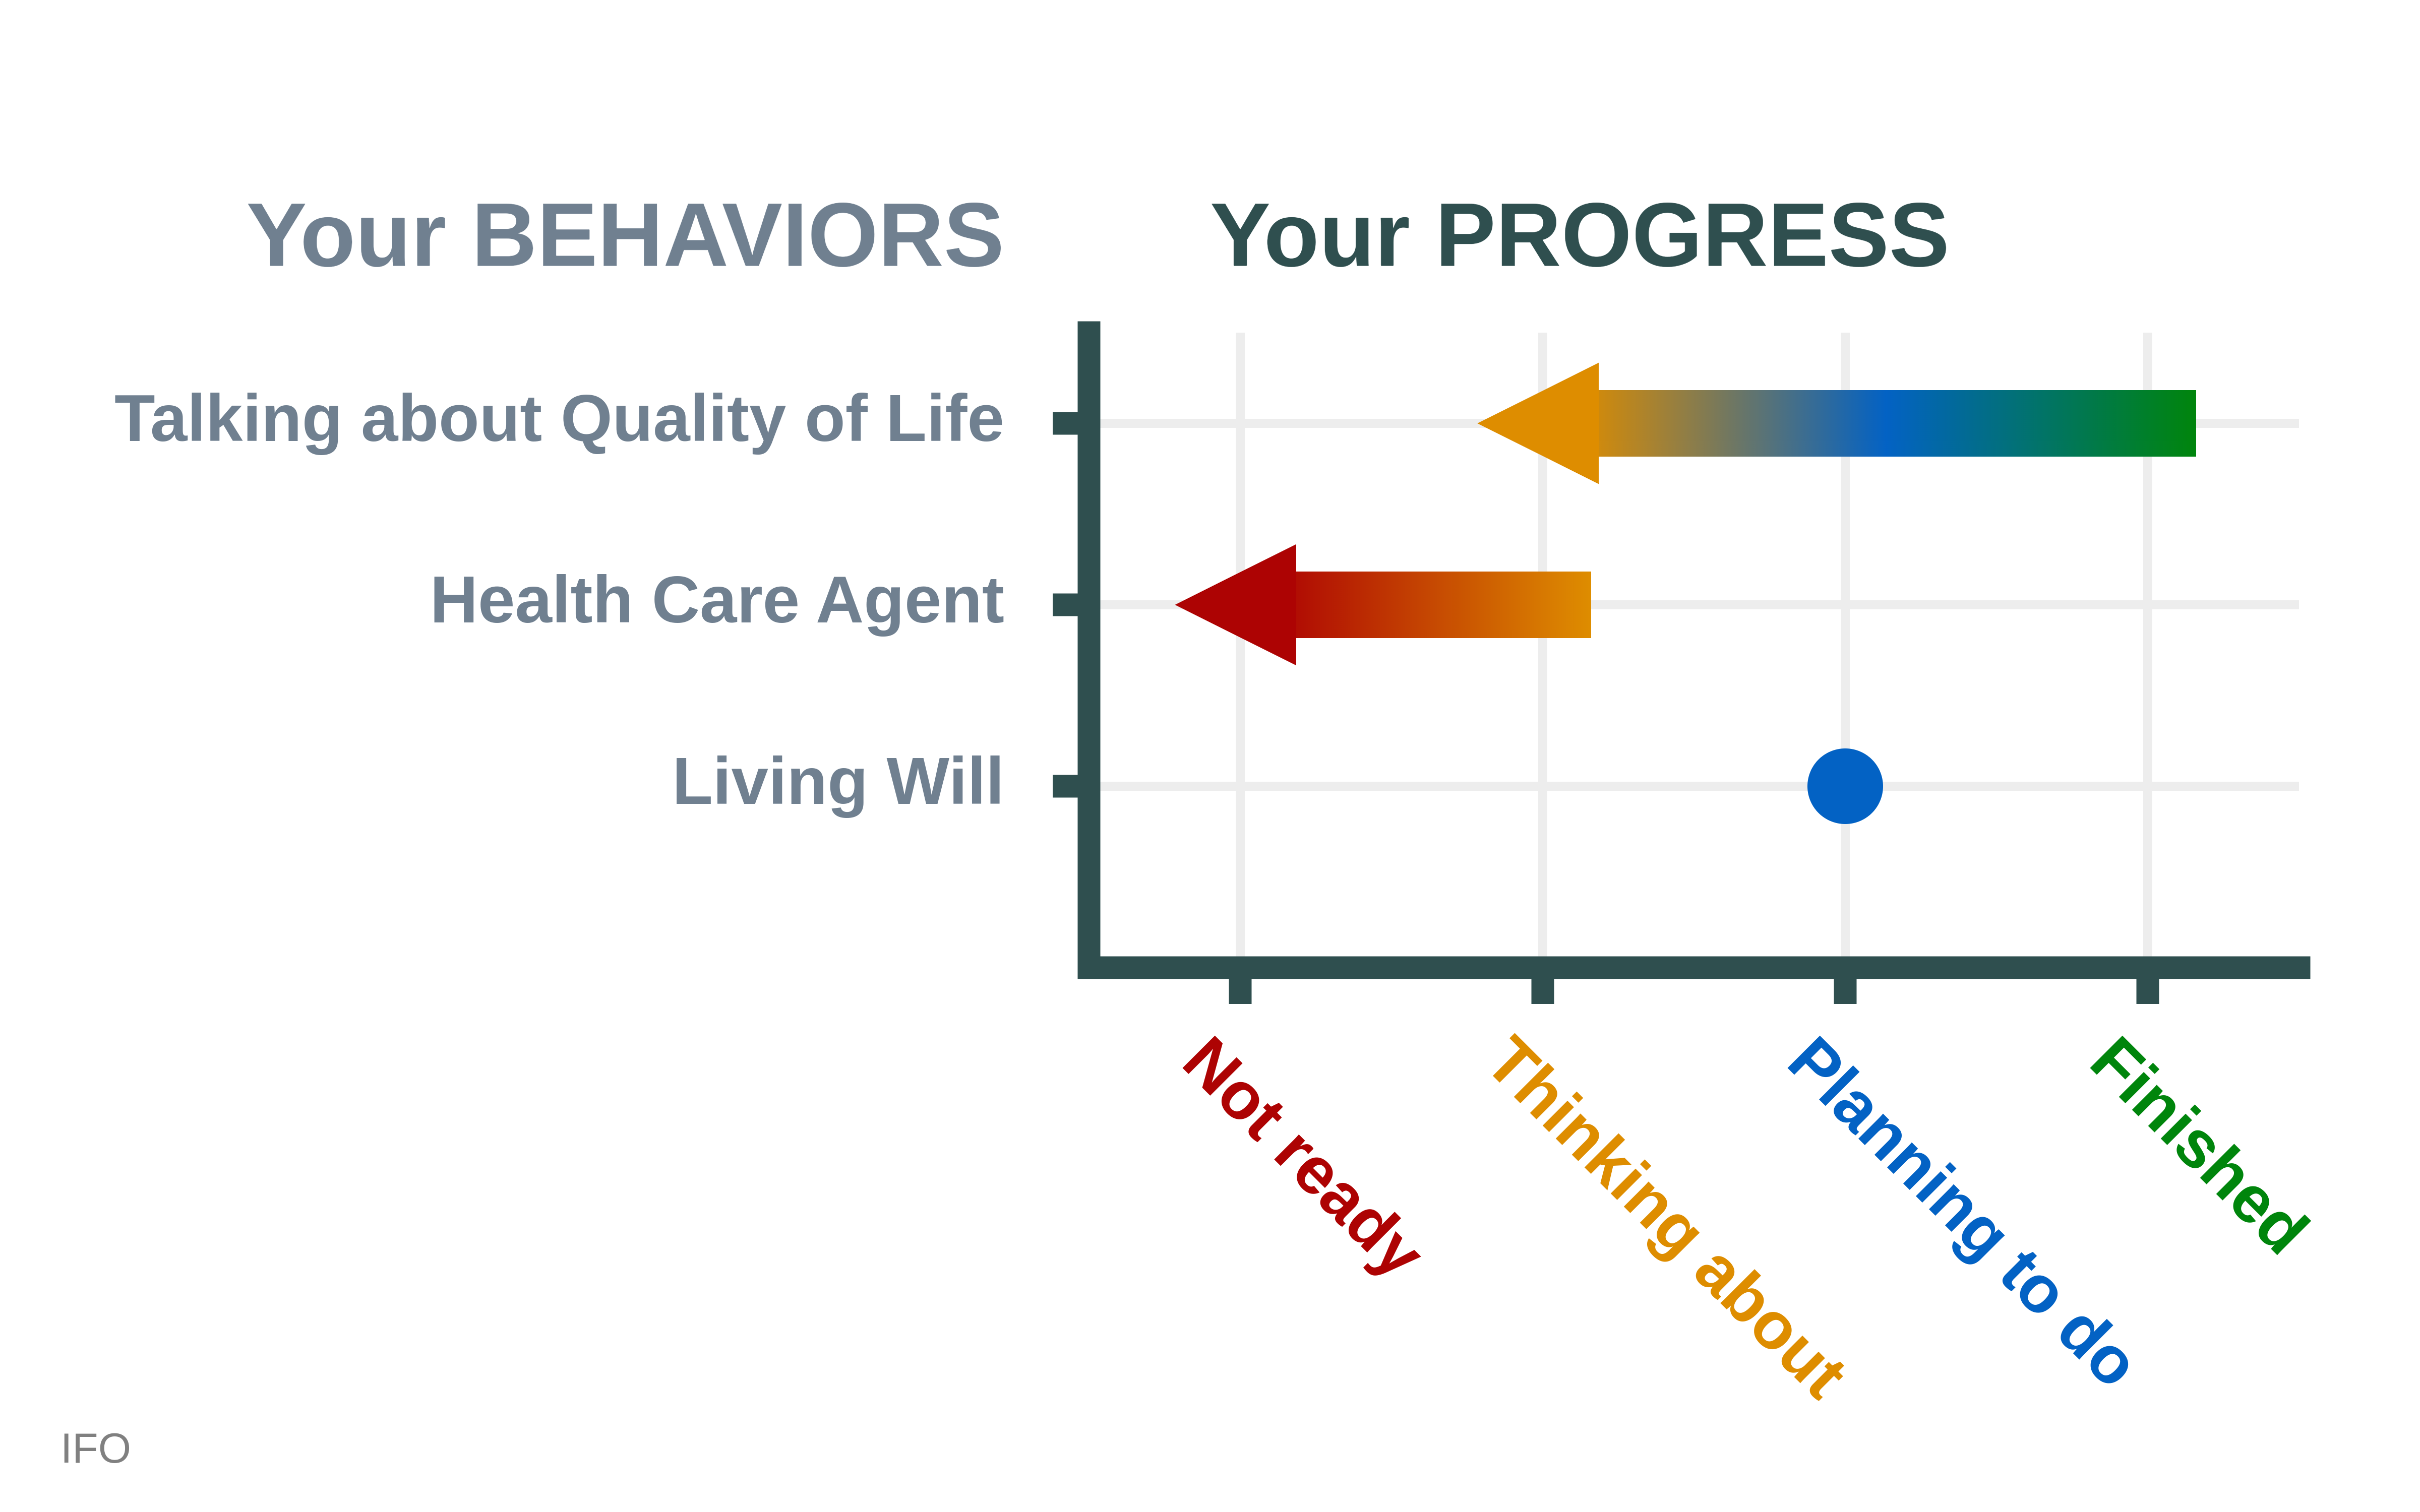 Your BEHAVIORS
Your PROGRESS
Talking about Quality of Life
Health Care Agent
Living Will
Not ready
Thinking about
Planning to do
Finished
IFO